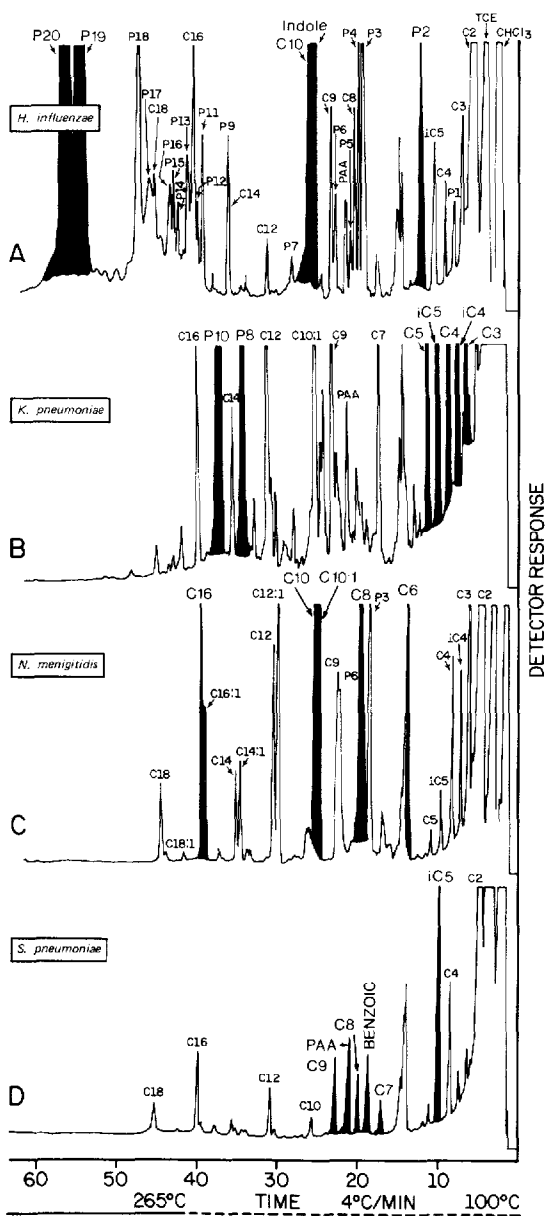 P20 P19 P18 C16 Indole C10 P4 P3 P2 C2 TCE CHCl3
H. influenzae
P17 C18 P16 P15 P14 P13 P11 P12 P9 C14 C12 P7 C9 P6 PAA P5 C8 iC5 C4 P1 C3
A
C16 P10 P8 C12 C10:1 C9 C7 C5 iC5 C4 iC4 C3
K. pneumoniae
C14 PAA
B
C16 C10 C12:1 C10:1 C8 P3 C6 C3 C2
N. menigitidis
C12 C16:1 C9 P6 C4 iC4
C18 C14 C14:1 iC5
C18:1 C5
C
iC5 C2
S. pneumoniae
C18 C16 C12 C10 C9 PAA C8 BENZOIC C7 C4
D
DETECTOR RESPONSE
60 50 40 30 20 10 0
265°C TIME 4°C/MIN 100°C